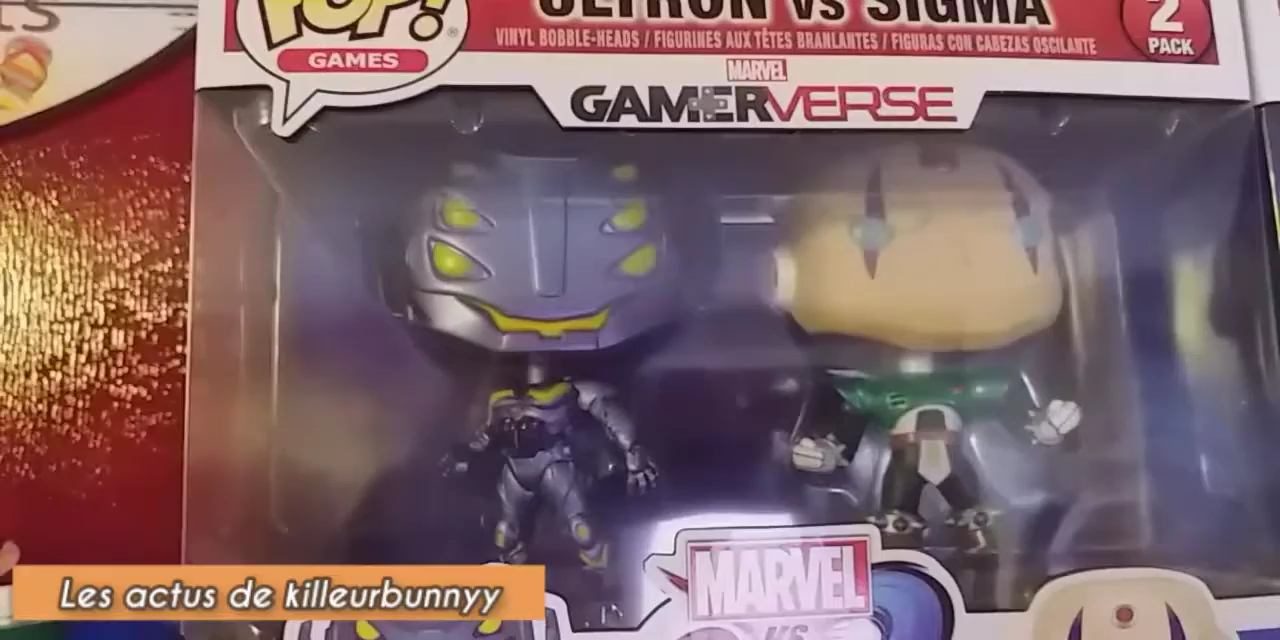 POP!
GAMES
ULTRON VS SIGMA
VINYL BOBBLE-HEADS / FIGURINES AUX TÊTES BRANLANTES / FIGURAS CON CABEZAS OSCILANTE
2
PACK
MARVEL
GAMERVERSE
MARVEL
VS
Les actus de killeurbunnyy